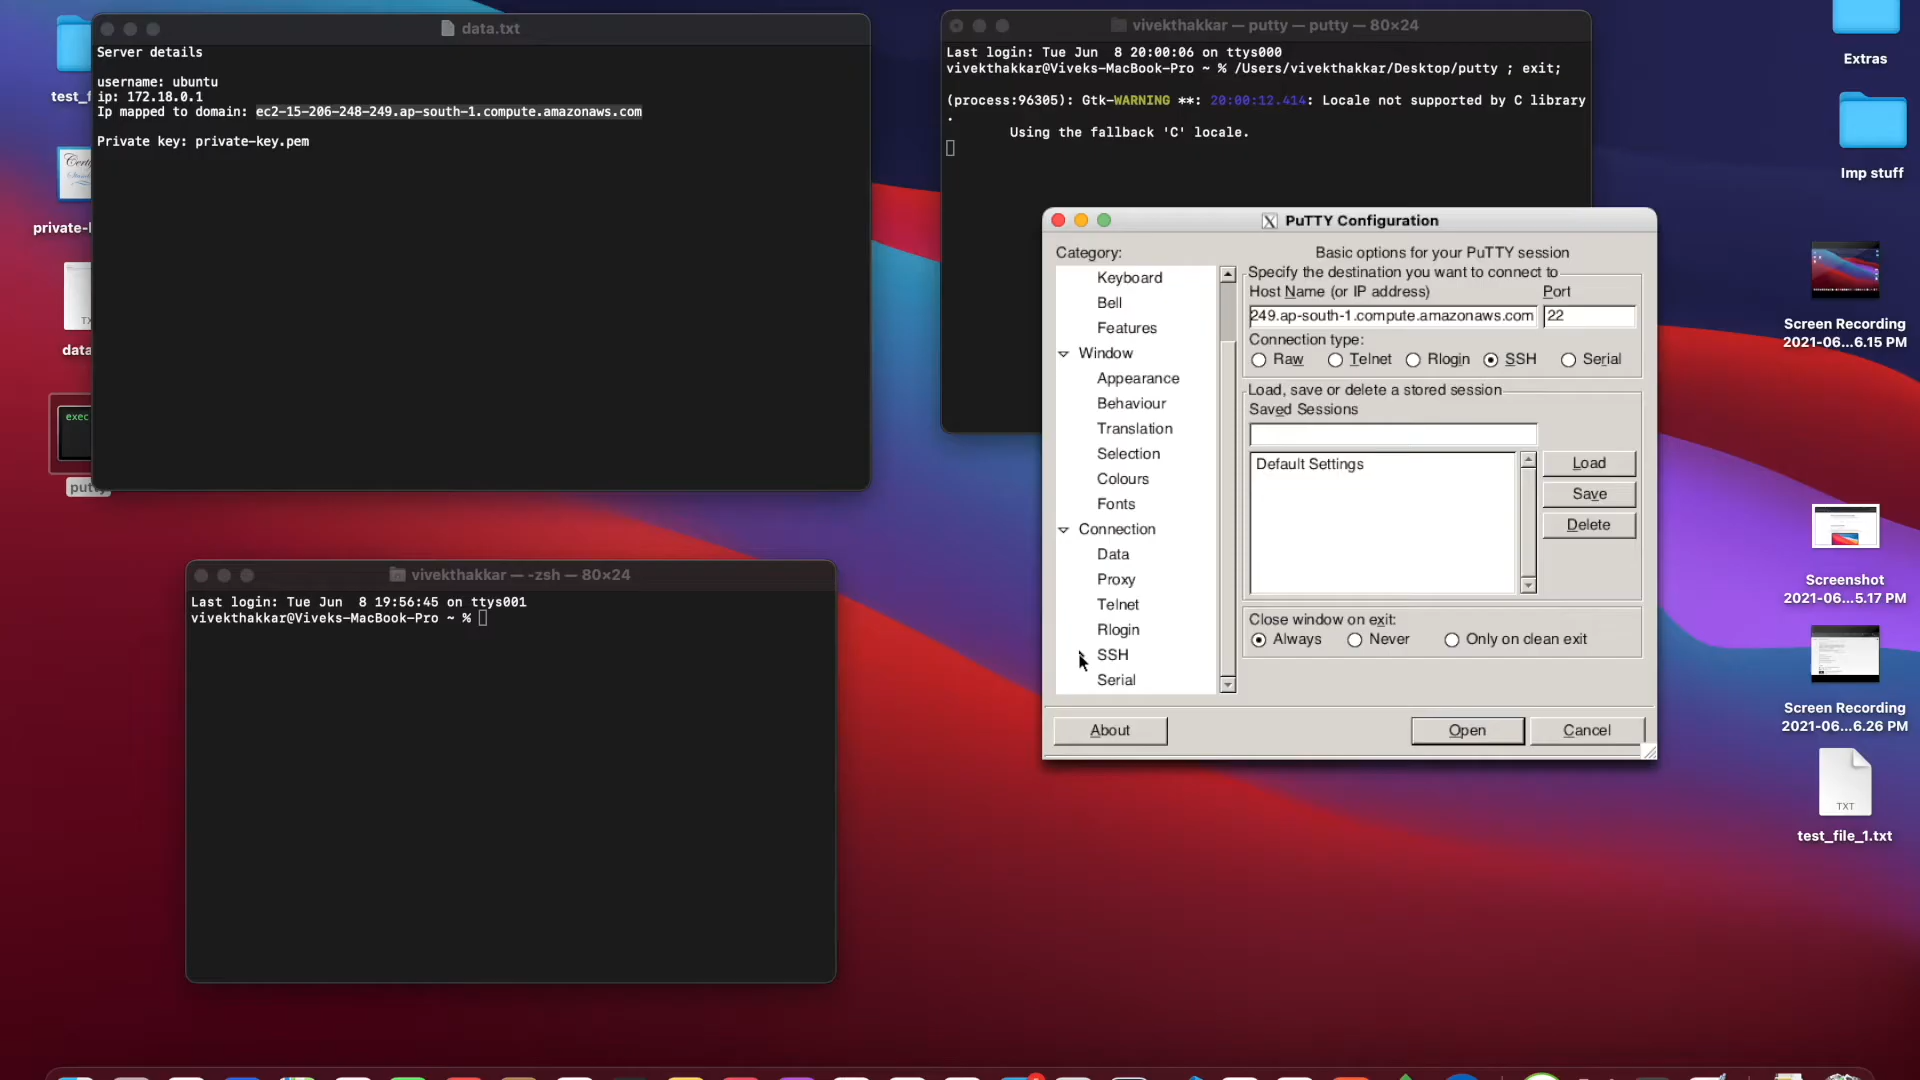 data.txt
Server details
username: ubuntu
ip: 172.18.0.1
Ip mapped to domain: ec2-15-206-248-249.ap-south-1.compute.amazonaws.com
Private key: private-key.pem
vivekthakkar — putty — putty — 80×24
Last login: Tue Jun  8 20:00:06 on ttys000
vivekthakkar@Viveks-MacBook-Pro ~ % /Users/vivekthakkar/Desktop/putty ; exit;
(process:96305): Gtk-WARNING **: 20:00:12.414: Locale not supported by C library
.
Using the fallback 'C' locale.
PuTTY Configuration
Category:
Keyboard
Bell
Features
Window
Appearance
Behaviour
Translation
Selection
Colours
Fonts
Connection
Data
Proxy
Telnet
Rlogin
SSH
Serial
Basic options for your PuTTY session
Specify the destination you want to connect to
Host Name (or IP address) Port
249.ap-south-1.compute.amazonaws.com 22
Connection type:
Raw Telnet Rlogin SSH Serial
Load, save or delete a stored session
Saved Sessions
Default Settings
Load
Save
Delete
Close window on exit:
Always Never Only on clean exit
About Open Cancel
vivekthakkar — -zsh — 80×24
Last login: Tue Jun  8 19:56:45 on ttys001
vivekthakkar@Viveks-MacBook-Pro ~ %
test_f
private-
data
exec
putty
Extras
Imp stuff
Screen Recording
2021-06...6.15 PM
Screenshot
2021-06...5.17 PM
Screen Recording
2021-06...6.26 PM
TXT
test_file_1.txt